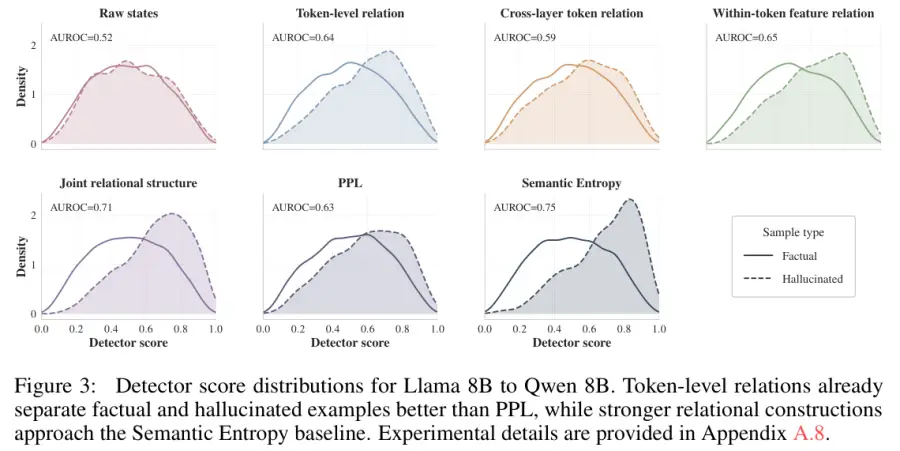 Raw states
Token-level relation
Cross-layer token relation
Within-token feature relation
AUROC=0.52
AUROC=0.64
AUROC=0.59
AUROC=0.65
Density
2
1
0
Joint relational structure
PPL
Semantic Entropy
AUROC=0.71
AUROC=0.63
AUROC=0.75
Density
2
1
0
Sample type
Factual
Hallucinated
0.0 0.2 0.4 0.6 0.8 1.0
0.0 0.2 0.4 0.6 0.8 1.0
0.0 0.2 0.4 0.6 0.8 1.0
Detector score
Detector score
Detector score
Figure 3: Detector score distributions for Llama 8B to Qwen 8B. Token-level relations already
separate factual and hallucinated examples better than PPL, while stronger relational constructions
approach the Semantic Entropy baseline. Experimental details are provided in Appendix A.8.